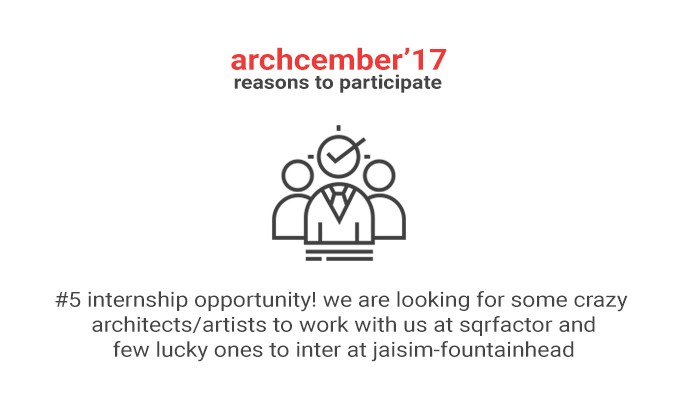 archcember’17
reasons to participate
#5 internship opportunity! we are looking for some crazy
architects/artists to work with us at sqrfactor and
few lucky ones to inter at jaisim-fountainhead